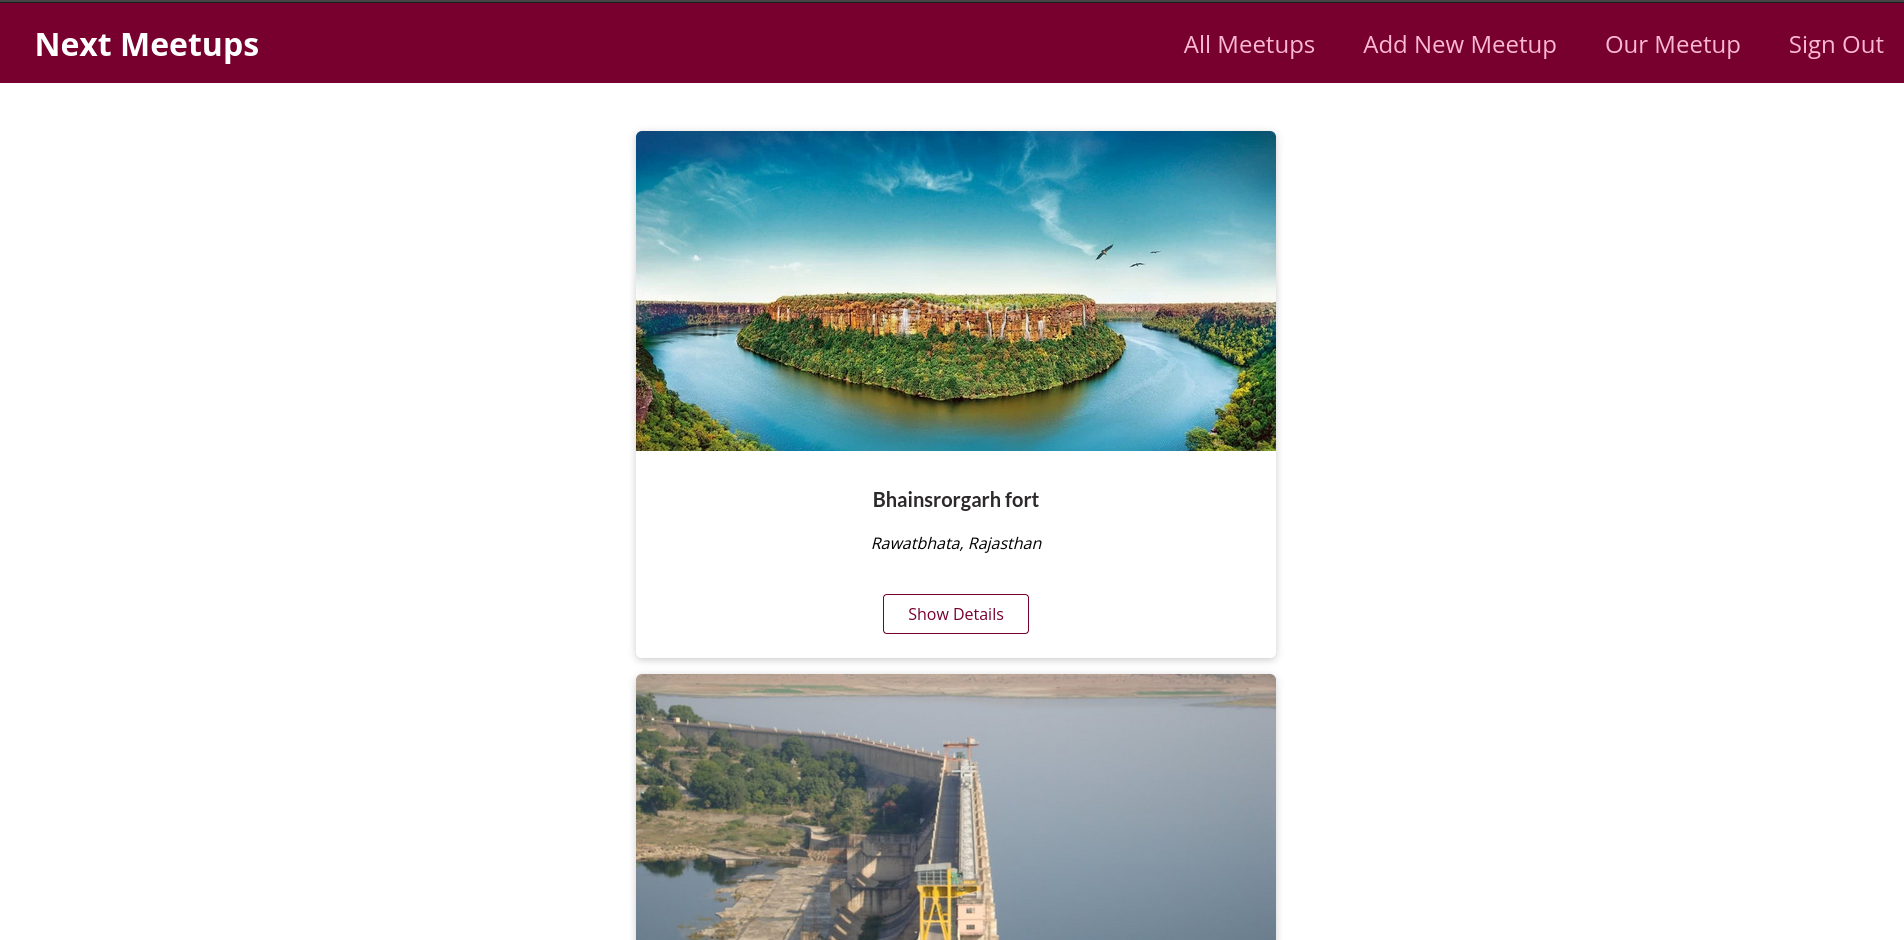 Next Meetups
All Meetups
Add New Meetup
Our Meetup
Sign Out
Bhainsrorgarh fort
Rawatbhata, Rajasthan
Show Details